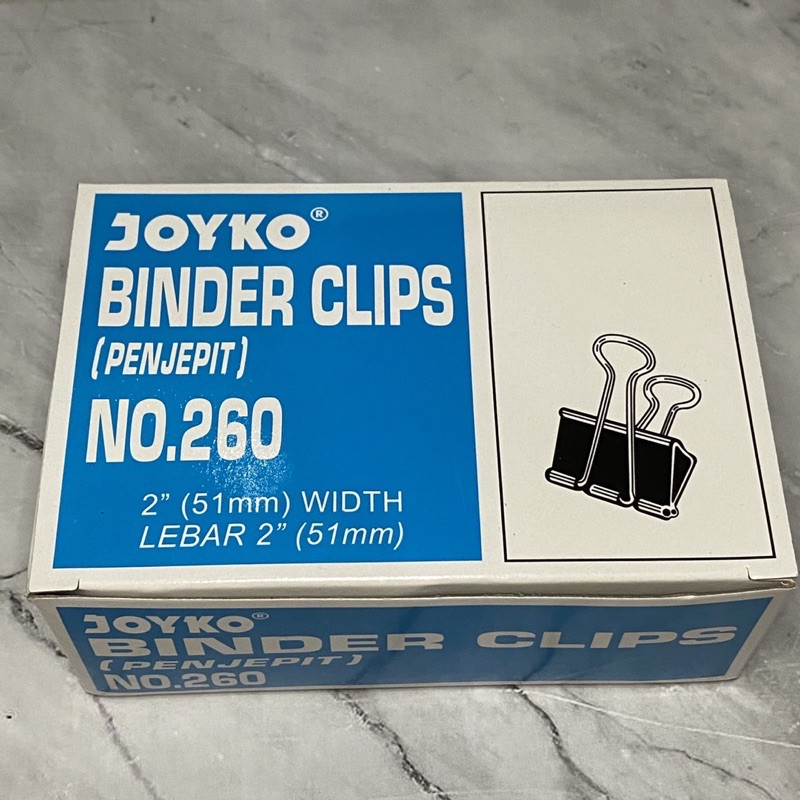 JOYKO®
BINDER CLIPS
(PENJEPIT)
NO.260
2" (51mm) WIDTH
LEBAR 2" (51mm)
JOYKO®
BINDER CLIPS
(PENJEPIT)
NO.260